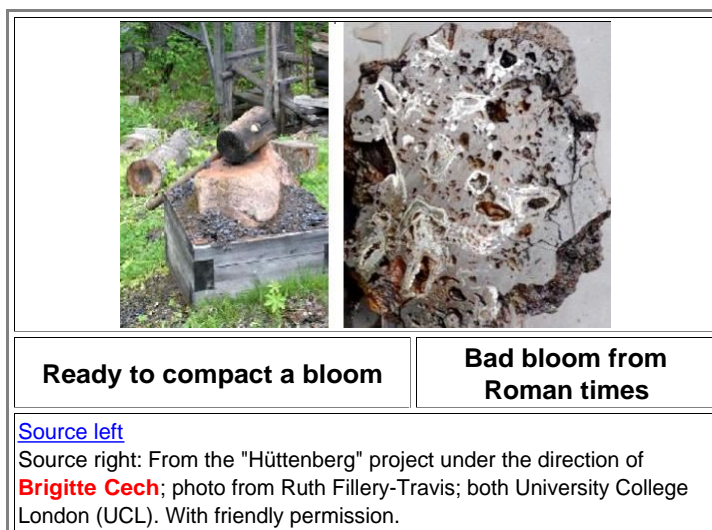 Ready to compact a bloom
Bad bloom from
Roman times
Source left
Source right: From the "Hüttenberg" project under the direction of
Brigitte Cech; photo from Ruth Fillery-Travis; both University College
London (UCL). With friendly permission.